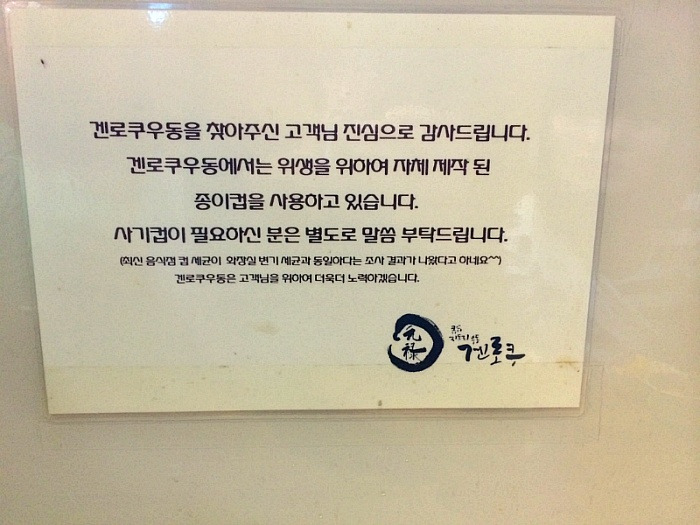 겐로쿠우동을 찾아주신 고객님 진심으로 감사드립니다.
겐로쿠우동에서는 위생을 위하여 자체 제작 된
종이컵을 사용하고 있습니다.
사기컵이 필요하신 분은 별도로 말씀 부탁드립니다.
(최신 음식점 컵 세균이 화장실 변기 세균과 동일하다는 조사 결과가 나왔다고 하네요^^)
겐로쿠우동은 고객님을 위하여 더욱더 노력하겠습니다.
元禄
겐로쿠